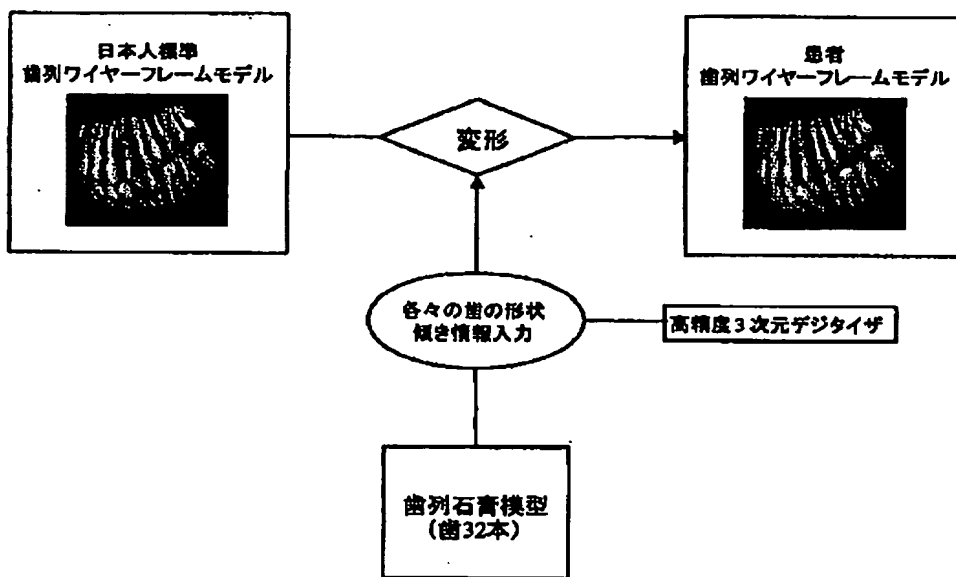 日本人標準
歯列ワイヤーフレームモデル
患者
歯列ワイヤーフレームモデル
変形
各々の歯の形状
傾き情報入力
高精度3次元デジタイザ
歯列石膏模型
(歯32本)